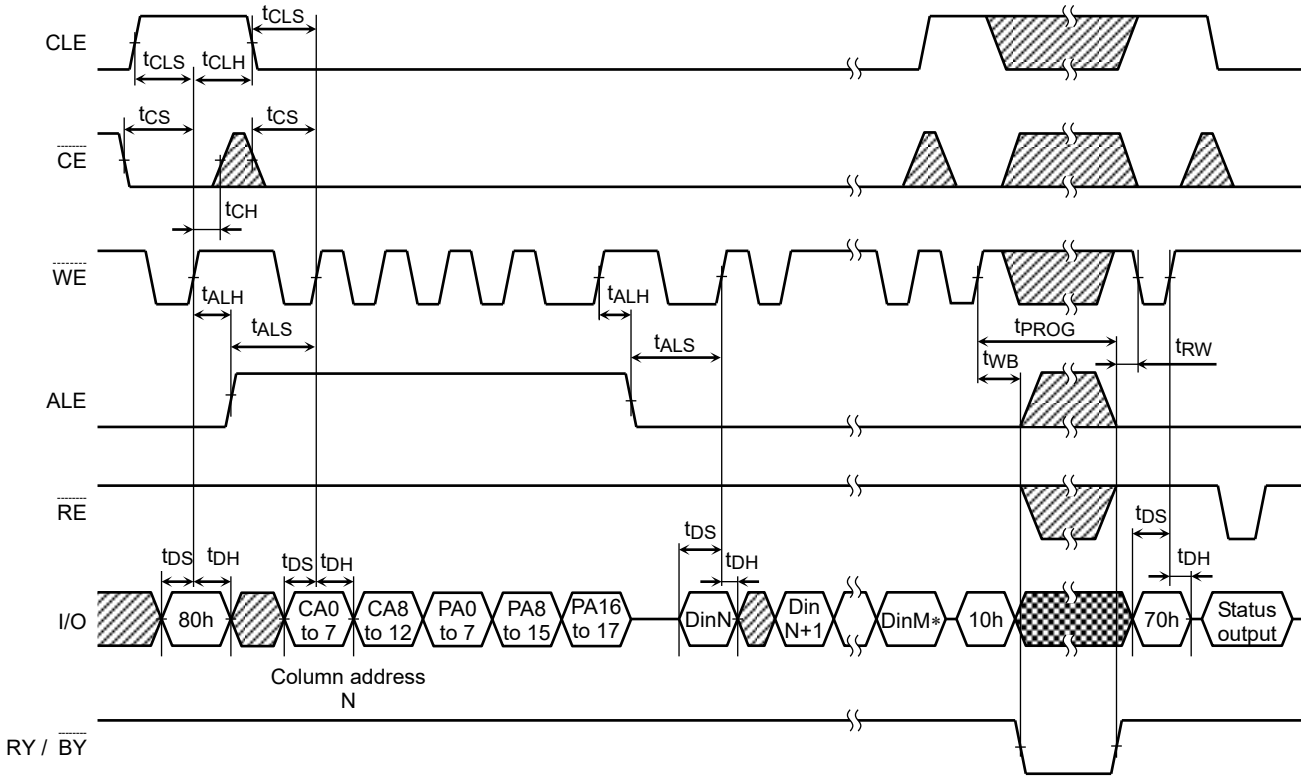 tCLS
CLE
tCLS tCLH
tCS tCS
CE
tCH
WE
tALH tALH
tALS tPROG
tALS tWB tRW
ALE
RE
tDS tDS
tDS tDH tDS tDH tDH tDH
I/O
80h
CA0
to 7
CA8
to 12
PA0
to 7
PA8
to 15
PA16
to 17
DinN
Din
N+1
DinM*
10h
70h
Status
output
Column address
N
RY / BY